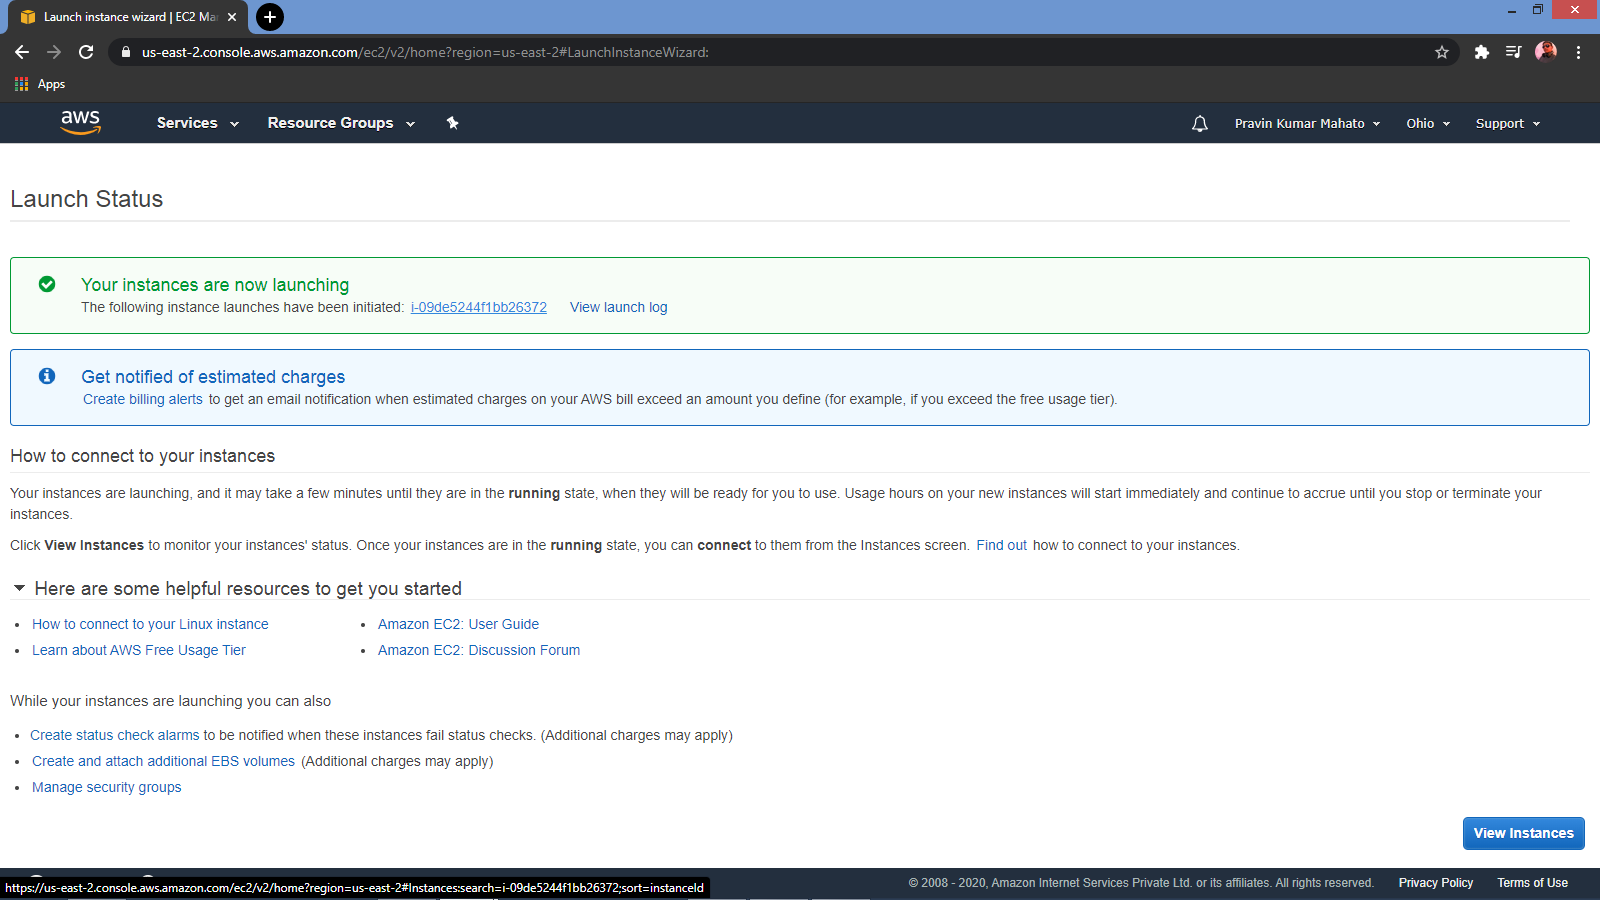 Launch instance wizard | EC2 Ma
us-east-2.console.aws.amazon.com/ec2/v2/home?region=us-east-2#LaunchInstanceWizard:
Apps
aws Services Resource Groups Pravin Kumar Mahato Ohio Support
Launch Status
Your instances are now launching
The following instance launches have been initiated: i-09de5244f1bb26372 View launch log
Get notified of estimated charges
Create billing alerts to get an email notification when estimated charges on your AWS bill exceed an amount you define (for example, if you exceed the free usage tier).
How to connect to your instances
Your instances are launching, and it may take a few minutes until they are in the running state, when they will be ready for you to use. Usage hours on your new instances will start immediately and continue to accrue until you stop or terminate your
instances.
Click View Instances to monitor your instances' status. Once your instances are in the running state, you can connect to them from the Instances screen. Find out how to connect to your instances.
Here are some helpful resources to get you started
How to connect to your Linux instance
Learn about AWS Free Usage Tier
Amazon EC2: User Guide
Amazon EC2: Discussion Forum
While your instances are launching you can also
Create status check alarms to be notified when these instances fail status checks. (Additional charges may apply)
Create and attach additional EBS volumes (Additional charges may apply)
Manage security groups
View Instances
https://us-east-2.console.aws.amazon.com/ec2/v2/home?region=us-east-2#Instances:search=i-09de5244f1bb26372;sort=instanceId
© 2008 - 2020, Amazon Internet Services Private Ltd. or its affiliates. All rights reserved. Privacy Policy Terms of Use